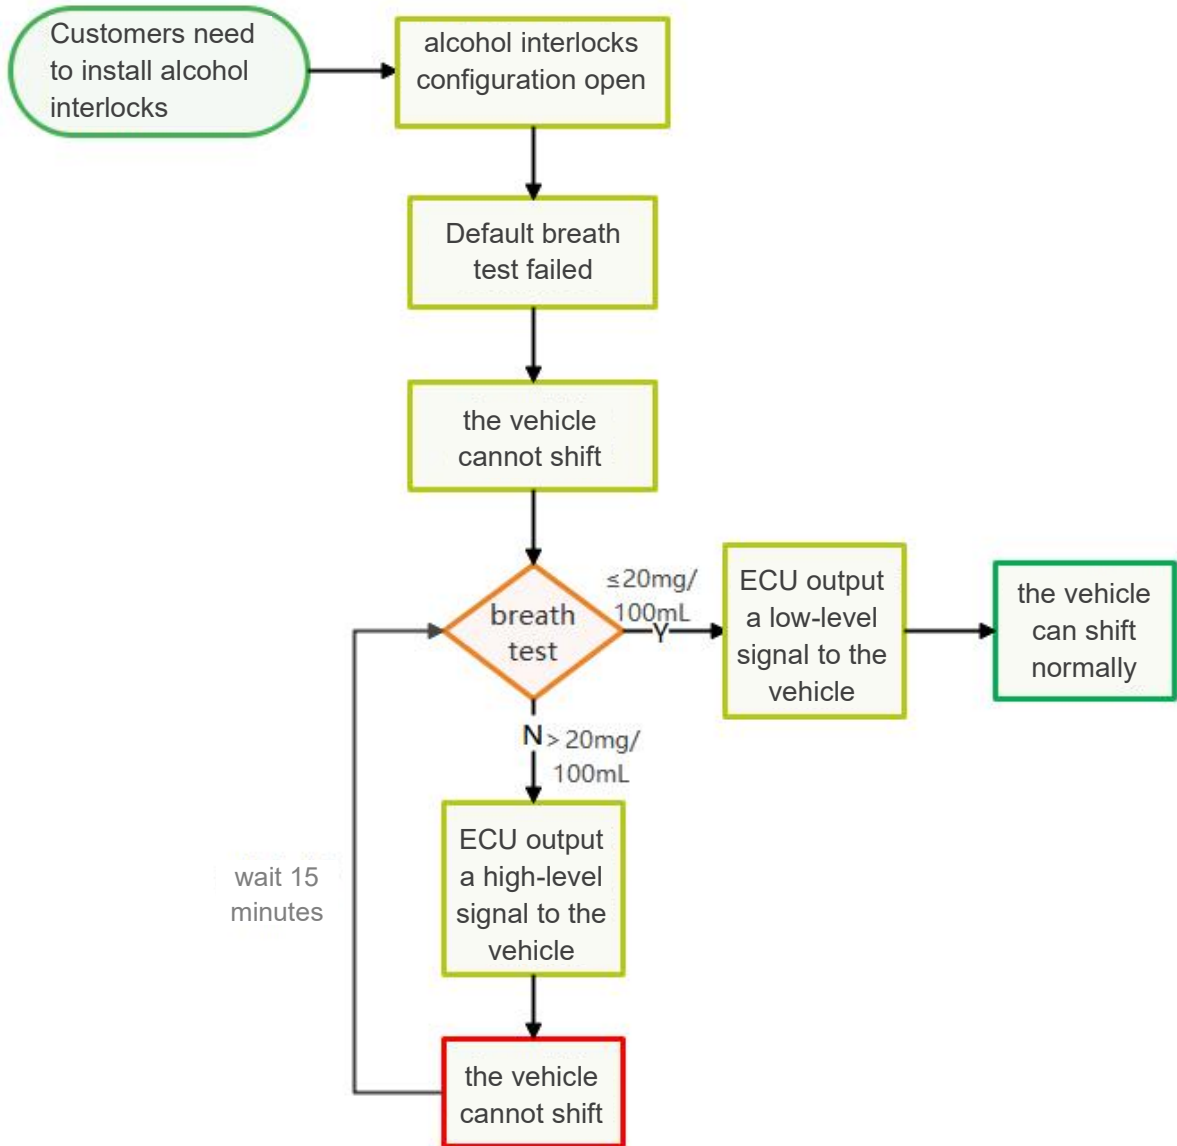 Customers need
to install alcohol
interlocks
alcohol interlocks
configuration open
Default breath
test failed
the vehicle
cannot shift
breath
test
≤20mg/
100mL
Y
ECU output
a low-level
signal to the
vehicle
the vehicle
can shift
normally
N
> 20mg/
100mL
ECU output
a high-level
signal to the
vehicle
wait 15
minutes
the vehicle
cannot shift